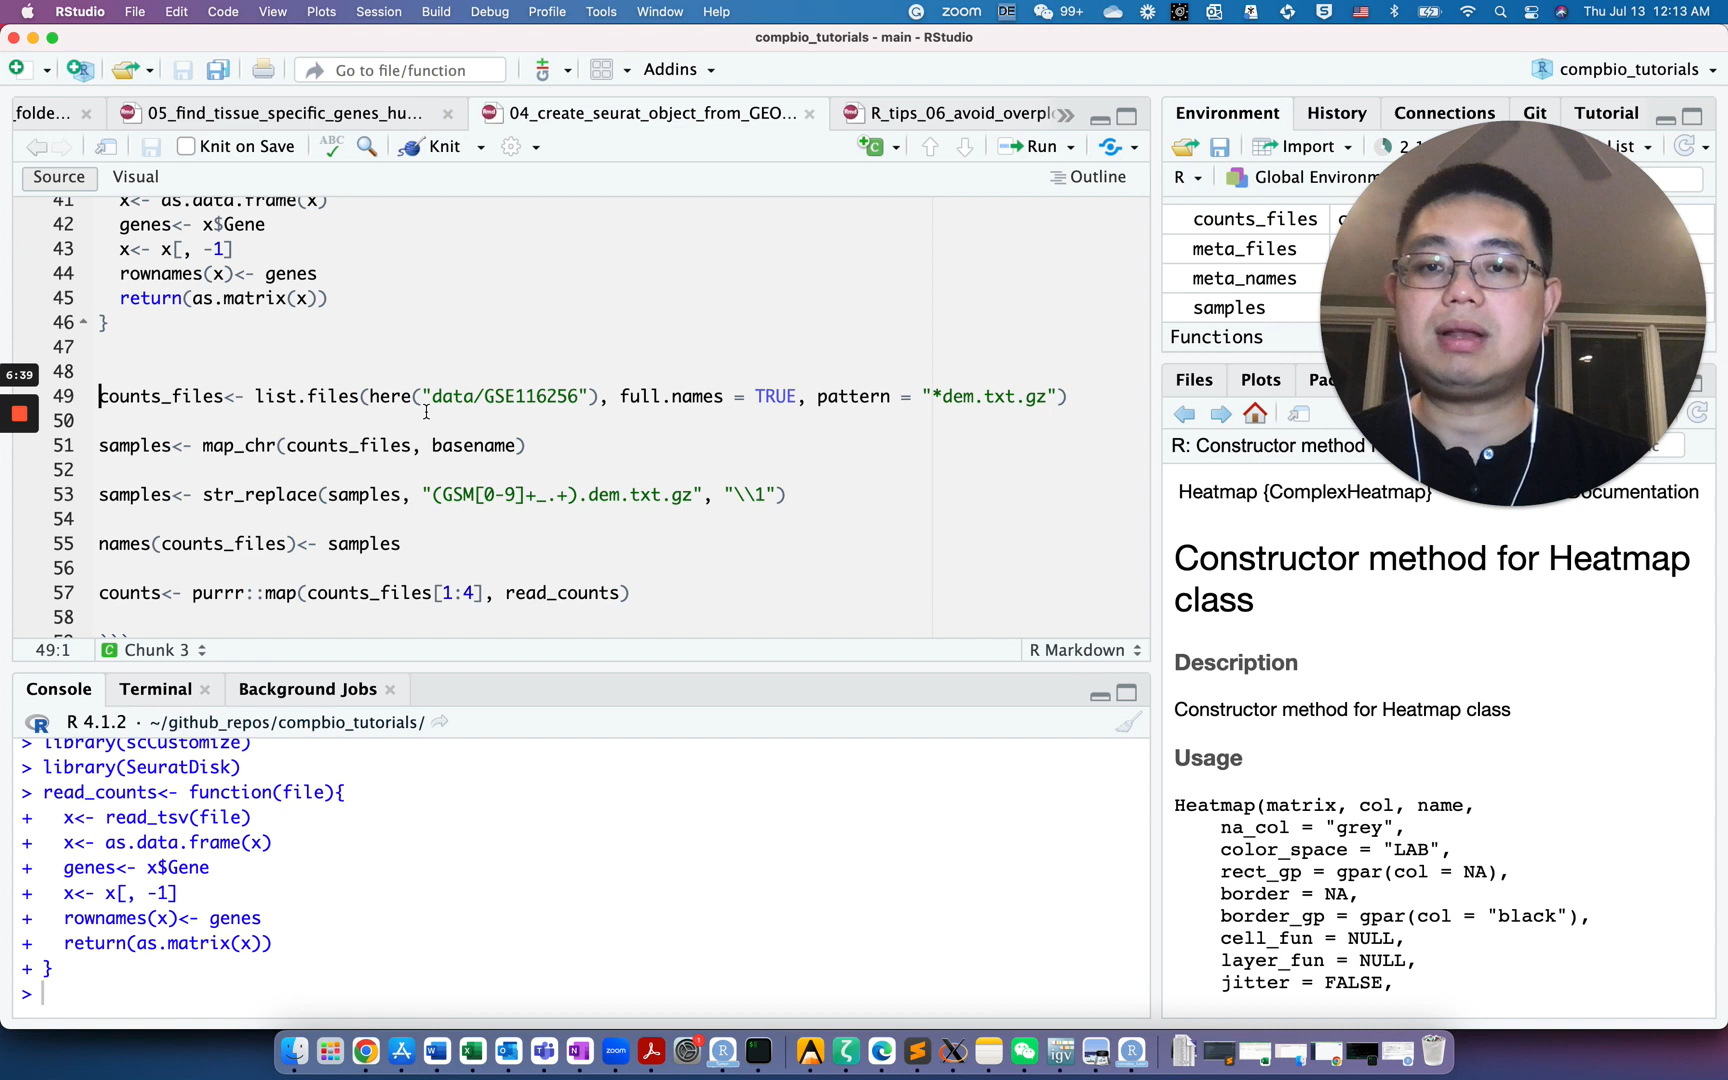 RStudio File Edit Code View Plots Session Build Debug Profile Tools Window Help
zoom DE 99+ Thu Jul 13 12:13 AM
compbio_tutorials - main - RStudio
Go to file/function Addins compbio_tutorials
_folde... 05_find_tissue_specific_genes_hu... 04_create_seurat_object_from_GEO... R_tips_06_avoid_overpl
Knit on Save ABC Knit Run
Source Visual Outline
41 x<- as.data.frame(x)
42 genes<- x$Gene
43 x<- x[, -1]
44 rownames(x)<- genes
45 return(as.matrix(x))
46 }
47
48
49 counts_files<- list.files(here("data/GSE116256"), full.names = TRUE, pattern = "*dem.txt.gz")
50
51 samples<- map_chr(counts_files, basename)
52
53 samples<- str_replace(samples, "(GSM[0-9]+_.+).dem.txt.gz", "\\1")
54
55 names(counts_files)<- samples
56
57 counts<- purrr::map(counts_files[1:4], read_counts)
58
59 ```
6:39
49:1 Chunk 3 R Markdown
Console Terminal Background Jobs
R 4.1.2 · ~/github_repos/compbio_tutorials/
> library(scCustomize)
> library(SeuratDisk)
> read_counts<- function(file){
+ x<- read_tsv(file)
+ x<- as.data.frame(x)
+ genes<- x$Gene
+ x<- x[, -1]
+ rownames(x)<- genes
+ return(as.matrix(x))
+ }
>
Environment History Connections Git Tutorial
Import
R Global
counts_files
meta_files
meta_names
samples
Functions
Files Plots
R: Constructor method
Heatmap {ComplexHeatmap}
Constructor method for Heatmap
class
Description
Constructor method for Heatmap class
Usage
Heatmap(matrix, col, name,
na_col = "grey",
color_space = "LAB",
rect_gp = gpar(col = NA),
border = NA,
border_gp = gpar(col = "black"),
cell_fun = NULL,
layer_fun = NULL,
jitter = FALSE,
zoom igv